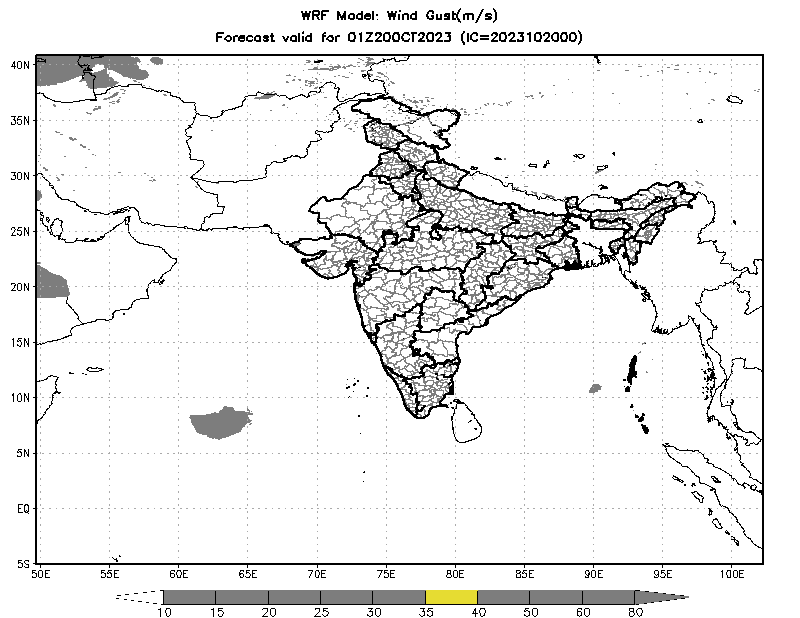 WRF Model: Wind Gust(m/s)
Forecast valid for 01Z20OCT2023 (IC=2023102000)
40N
35N
30N
25N
20N
15N
10N
5N
EQ
5S
50E 55E 60E 65E 70E 75E 80E 85E 90E 95E 100E
10 15 20 25 30 35 40 50 60 80